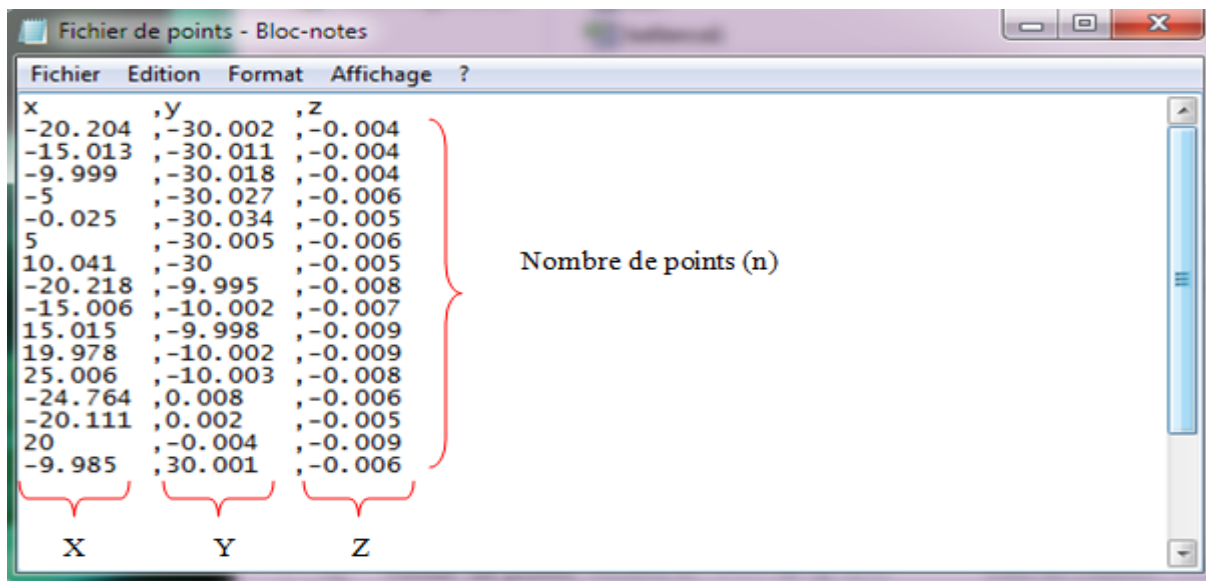 Fichier de points - Bloc-notes
Fichier Edition Format Affichage ?
x ,y ,z
-20.204 ,-30.002 ,-0.004
-15.013 ,-30.011 ,-0.004
-9.999 ,-30.018 ,-0.004
-5 ,-30.027 ,-0.006
-0.025 ,-30.034 ,-0.005
5 ,-30.005 ,-0.006
10.041 ,-30 ,-0.005
-20.218 ,-9.995 ,-0.008
-15.006 ,-10.002 ,-0.007
15.015 ,-9.998 ,-0.009
19.978 ,-10.002 ,-0.009
25.006 ,-10.003 ,-0.008
-24.764 ,0.008 ,-0.006
-20.111 ,0.002 ,-0.005
20 ,-0.004 ,-0.009
-9.985 ,30.001 ,-0.006
Nombre de points (n)
X Y Z